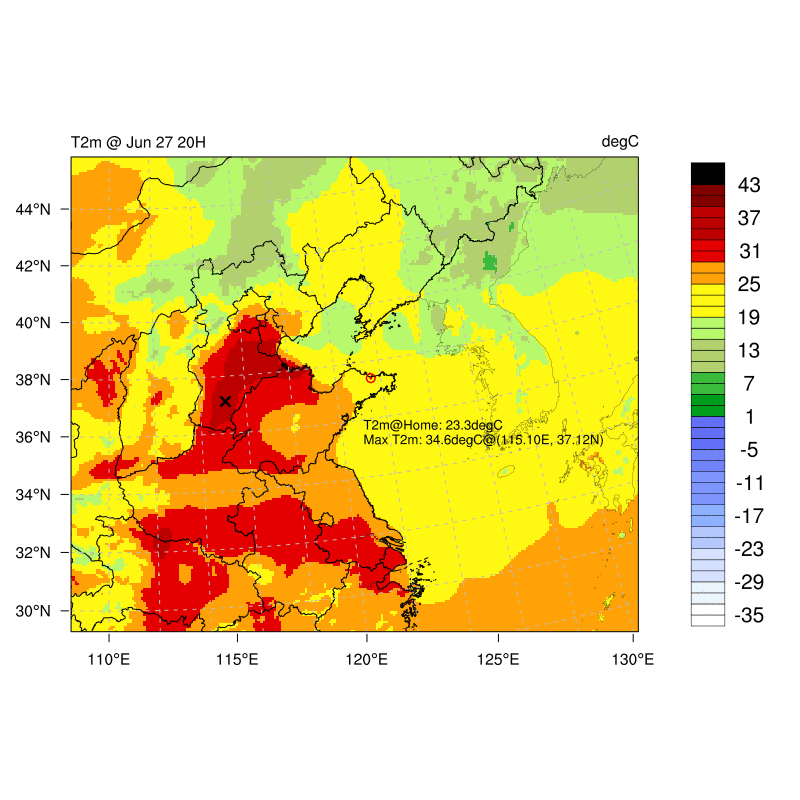 T2m @ Jun 27 20H
degC
43
37
31
25
19
13
7
1
-5
-11
-17
-23
-29
-35
44°N
42°N
40°N
38°N
36°N
34°N
32°N
30°N
T2m@Home: 23.3degC
Max T2m: 34.6degC@(115.10E, 37.12N)
110°E
115°E
120°E
125°E
130°E